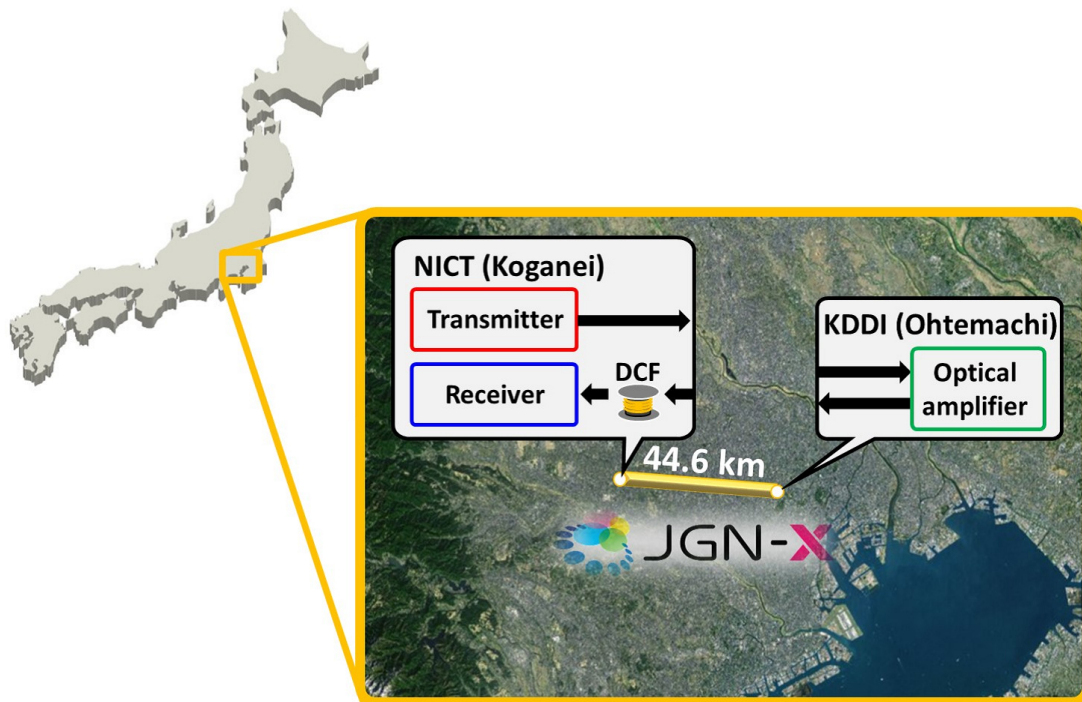 NICT (Koganei)
Transmitter
Receiver
DCF
KDDI (Ohtemachi)
Optical
amplifier
44.6 km
JGN-X